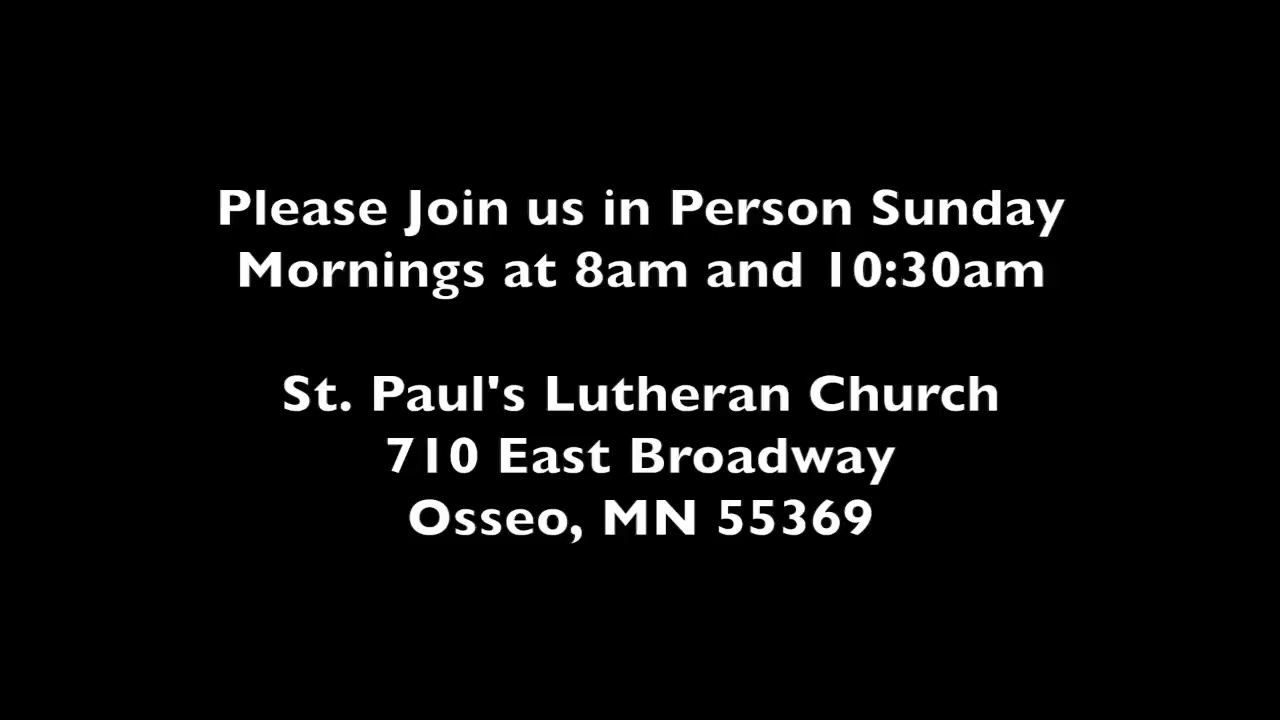 Please Join us in Person Sunday
Mornings at 8am and 10:30am
St. Paul's Lutheran Church
710 East Broadway
Osseo, MN 55369